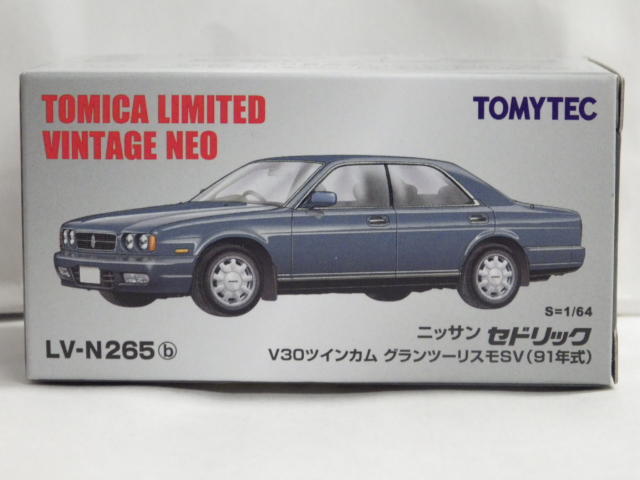 TOMICA LIMITED
VINTAGE NEO
TOMYTEC
S=1/64
ニッサン セドリック
LV-N265ⓑ
V30ツインカム グランツーリスモSV(91年式)